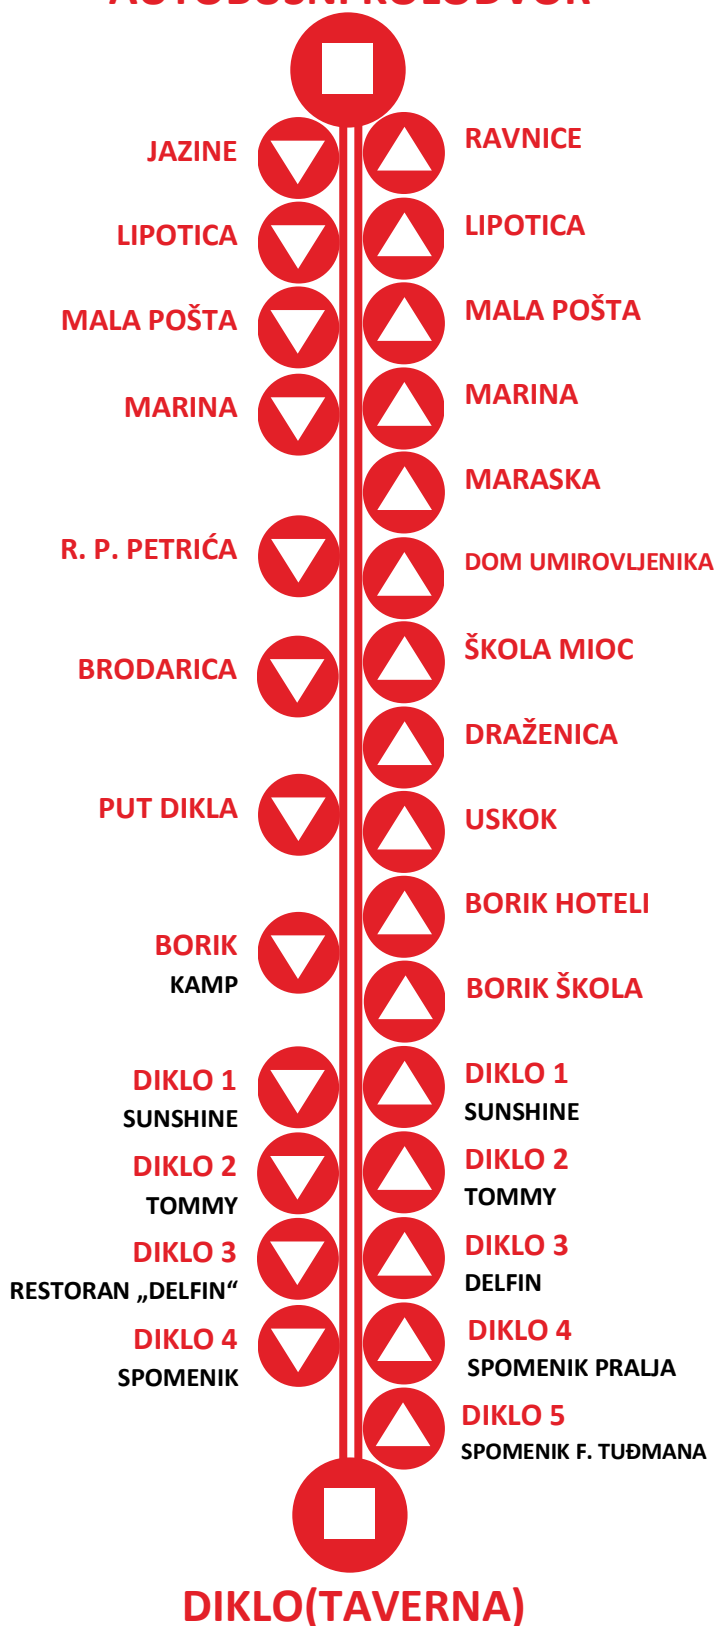 AUTOBUSNI KOLODVOR
JAZINE
LIPOTICA
MALA POŠTA
MARINA
R. P. PETRIĆA
BRODARICA
PUT DIKLA
BORIK
KAMP
DIKLO 1
SUNSHINE
DIKLO 2
TOMMY
DIKLO 3
RESTORAN „DELFIN“
DIKLO 4
SPOMENIK
RAVNICE
LIPOTICA
MALA POŠTA
MARINA
MARASKA
DOM UMIROVLJENIKA
ŠKOLA MIOC
DRAŽENICA
USKOK
BORIK HOTELI
BORIK ŠKOLA
DIKLO 1
SUNSHINE
DIKLO 2
TOMMY
DIKLO 3
DELFIN
DIKLO 4
SPOMENIK PRALJA
DIKLO 5
SPOMENIK F. TUĐMANA
DIKLO(TAVERNA)